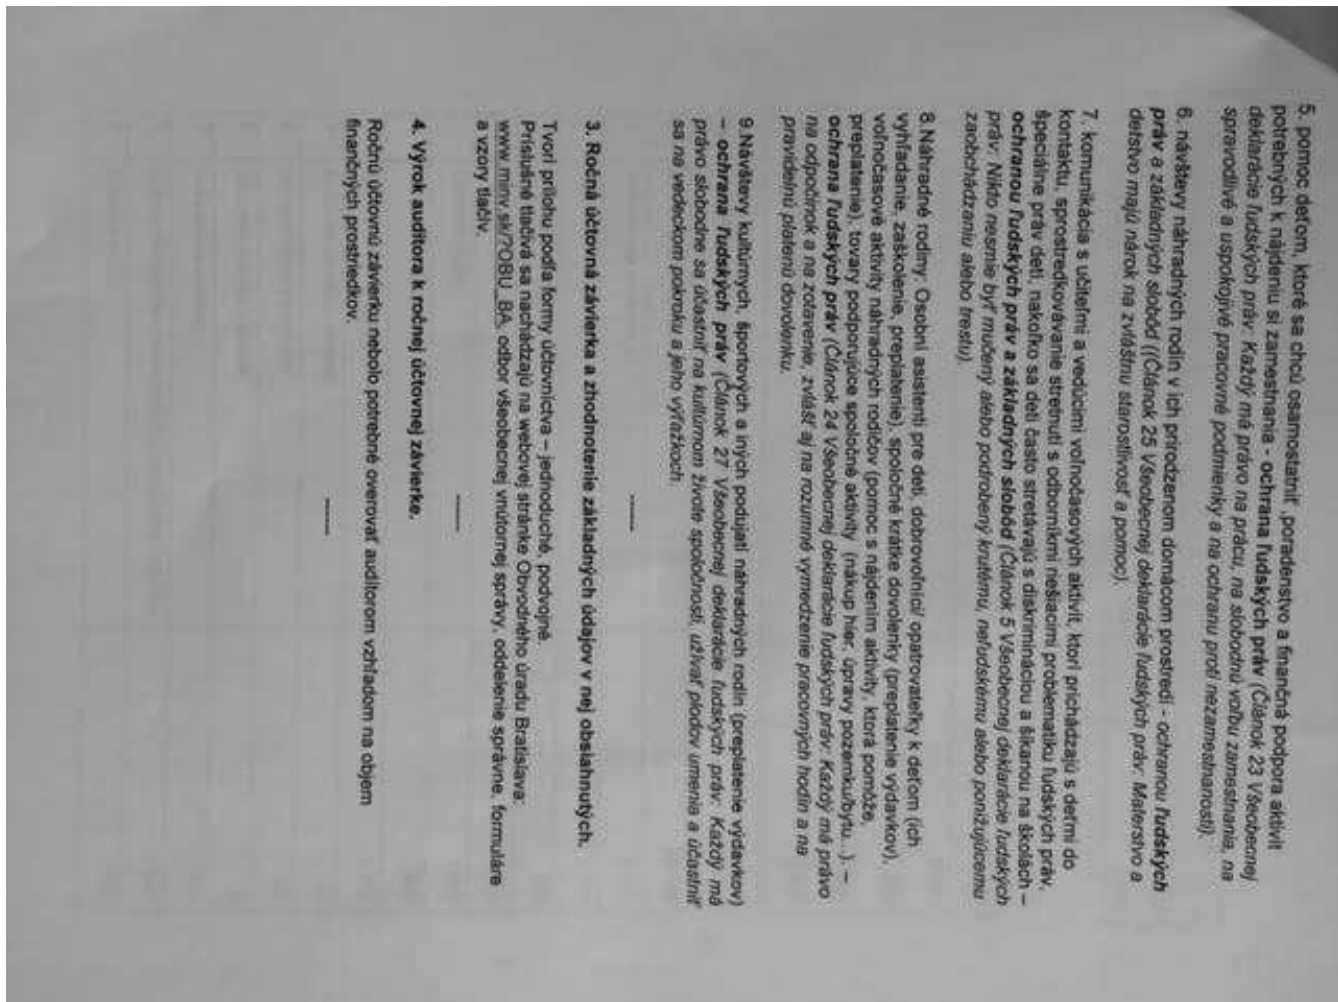 5. pomoc deťom, ktoré sa chcú osamostatniť ,poradenstvo a finančná podpora aktivít
potrebných k nájdeniu si zamestnania - ochrana ľudských práv (Článok 23 Všeobecnej
deklarácie ľudských práv: Každý má právo na prácu, na slobodnú voľbu zamestnania, na
spravodlivé a uspokojivé pracovné podmienky a na ochranu proti nezamestnanosti).
6. návštevy náhradných rodín v ich prirodzenom domácom prostredí - ochranou ľudských
práv a základných slobôd ((Článok 25 Všeobecnej deklarácie ľudských práv: Materstvo a
detstvo majú nárok na zvláštnu starostlivosť a pomoc).
7. komunikácia s učiteľmi a vedúcimi voľnočasových aktivít, ktorí prichádzajú s deťmi do
kontaktu, sprostredkovávanie stretnutí s odborníkmi riešiacimi problematiku ľudských práv,
špeciálne práv detí, nakoľko sa deti často stretávajú s diskrimináciou a šikanou na školách –
ochranou ľudských práv a základných slobôd (Článok 5 Všeobecnej deklarácie ľudských
práv: Nikto nesmie byť mučený alebo podrobený krutému, neľudskému alebo ponižujúcemu
zaobchádzaniu alebo trestu).
8.Náhradné rodiny: Osobní asistenti pre deti, dobrovoľníci/ opatrovateľky k deťom (ich
vyhľadanie, zaškolenie, preplatenie), spoločné krátke dovolenky (preplatenie výdavkov),
voľnočasové aktivity náhradných rodičov (pomoc s nájdením aktivity, ktorá pomôže,
preplatenie), tovary podporujúce spoločné aktivity (nákup hier, úpravy pozemku/bytu...). –
ochrana ľudských práv (Článok 24 Všeobecnej deklarácie ľudských práv: Každý má právo
na odpočinok a na zotavenie, zvlášť aj na rozumné vymedzenie pracovných hodín a na
pravidelnú platenú dovolenku.
9.Návštevy kultúrnych, športových a iných podujatí náhradných rodín (preplatenie výdavkov)
– ochrana ľudských práv (Článok 27 Všeobecnej deklarácie ľudských práv: Každý má
právo slobodne sa účastniť na kultúrnom živote spoločnosti, užívať plodov umenia a účastniť
sa na vedeckom pokroku a jeho výťažkoch.
-----
3. Ročná účtovná závierka a zhodnotenie základných údajov v nej obsiahnutých.
Tvorí prílohu podľa formy účtovníctva – jednoduché, podvojné.
Príslušné tlačivá sa nachádzajú na webovej stránke Obvodného úradu Bratislava:
www.minv.sk/?OBU_BA, odbor všeobecnej vnútornej správy, oddelenie správne, formuláre
a vzory tlačív.
-----
4. Výrok audítora k ročnej účtovnej závierke.
Ročnú účtovnú závierku nebolo potrebné overovať audítorom vzhľadom na objem
finančných prostriedkov.
-----